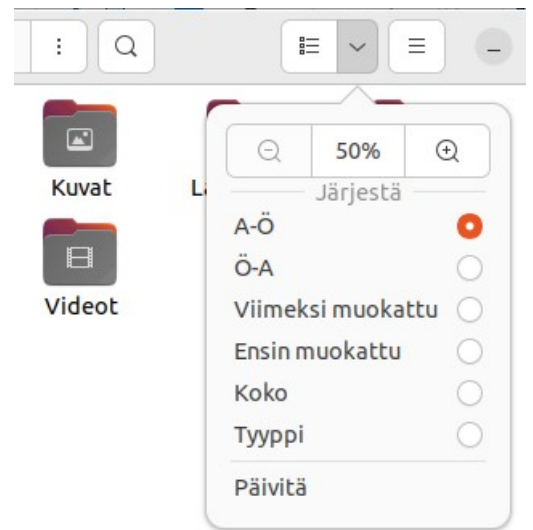 50%
Kuvat
Järjestä
A-Ö
Ö-A
Videot
Viimeksi muokattu
Ensin muokattu
Koko
Tyyppi
Päivitä